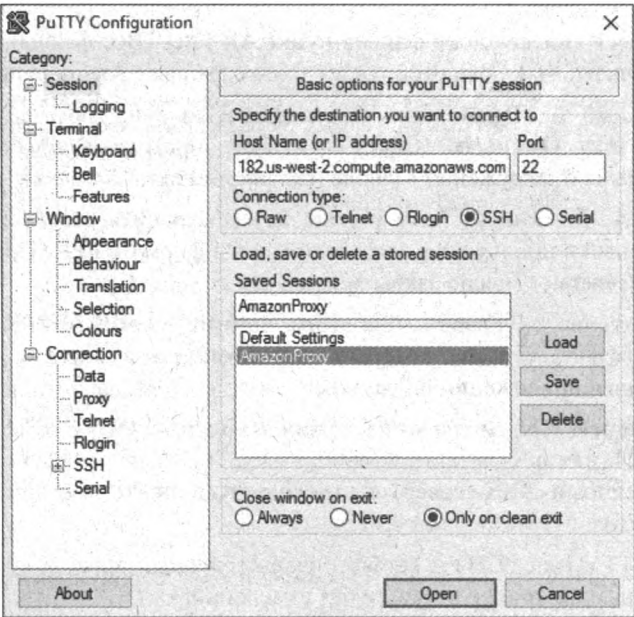 PuTTY Configuration
Category:
Session
Logging
Terminal
Keyboard
Bell
Features
Window
Appearance
Behaviour
Translation
Selection
Colours
Connection
Data
Proxy
Telnet
Rlogin
SSH
Serial
Basic options for your PuTTY session
Specify the destination you want to connect to
Host Name (or IP address) Port
182.us-west-2.compute.amazonaws.com 22
Connection type:
Raw Telnet Rlogin SSH Serial
Load, save or delete a stored session
Saved Sessions
AmazonProxy
Default Settings
AmazonProxy
Load
Save
Delete
Close window on exit:
Always Never Only on clean exit
About Open Cancel